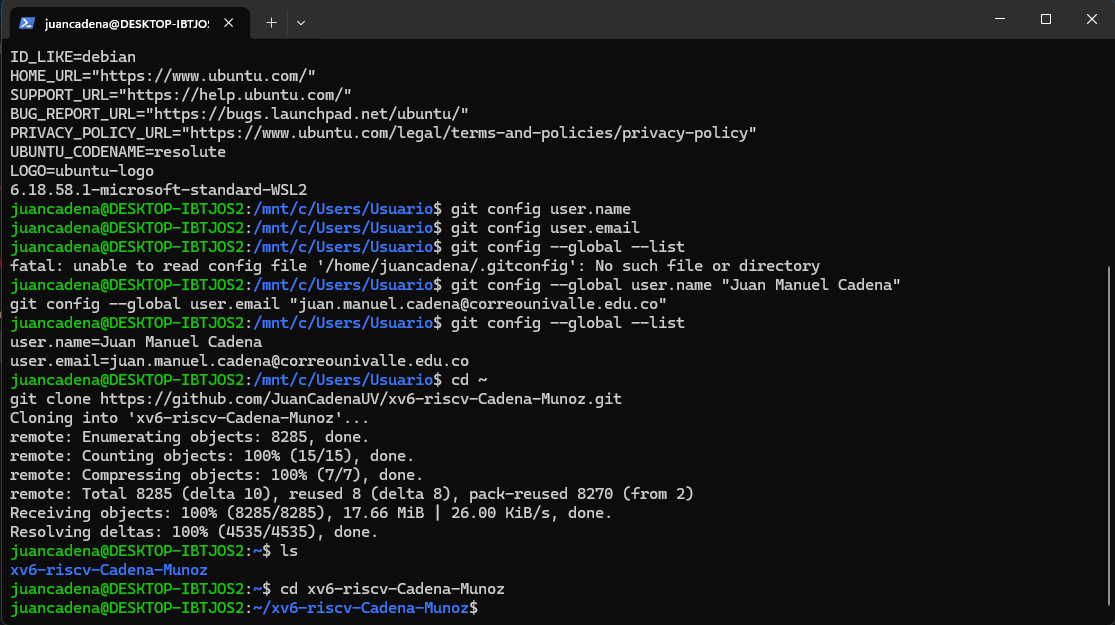 juancadena@DESKTOP-IBTJOS
ID_LIKE=debian
HOME_URL="https://www.ubuntu.com/"
SUPPORT_URL="https://help.ubuntu.com/"
BUG_REPORT_URL="https://bugs.launchpad.net/ubuntu/"
PRIVACY_POLICY_URL="https://www.ubuntu.com/legal/terms-and-policies/privacy-policy"
UBUNTU_CODENAME=resolute
LOGO=ubuntu-logo
6.18.58.1-microsoft-standard-WSL2
juancadena@DESKTOP-IBTJOS2:/mnt/c/Users/Usuario$ git config user.name
juancadena@DESKTOP-IBTJOS2:/mnt/c/Users/Usuario$ git config user.email
juancadena@DESKTOP-IBTJOS2:/mnt/c/Users/Usuario$ git config --global --list
fatal: unable to read config file '/home/juancadena/.gitconfig': No such file or directory
juancadena@DESKTOP-IBTJOS2:/mnt/c/Users/Usuario$ git config --global user.name "Juan Manuel Cadena"
git config --global user.email "juan.manuel.cadena@correounivalle.edu.co"
juancadena@DESKTOP-IBTJOS2:/mnt/c/Users/Usuario$ git config --global --list
user.name=Juan Manuel Cadena
user.email=juan.manuel.cadena@correounivalle.edu.co
juancadena@DESKTOP-IBTJOS2:/mnt/c/Users/Usuario$ cd ~
git clone https://github.com/JuanCadenaUV/xv6-riscv-Cadena-Munoz.git
Cloning into 'xv6-riscv-Cadena-Munoz'...
remote: Enumerating objects: 8285, done.
remote: Counting objects: 100% (15/15), done.
remote: Compressing objects: 100% (7/7), done.
remote: Total 8285 (delta 10), reused 8 (delta 8), pack-reused 8270 (from 2)
Receiving objects: 100% (8285/8285), 17.66 MiB | 26.00 KiB/s, done.
Resolving deltas: 100% (4535/4535), done.
juancadena@DESKTOP-IBTJOS2:~$ ls
xv6-riscv-Cadena-Munoz
juancadena@DESKTOP-IBTJOS2:~$ cd xv6-riscv-Cadena-Munoz
juancadena@DESKTOP-IBTJOS2:~/xv6-riscv-Cadena-Munoz$